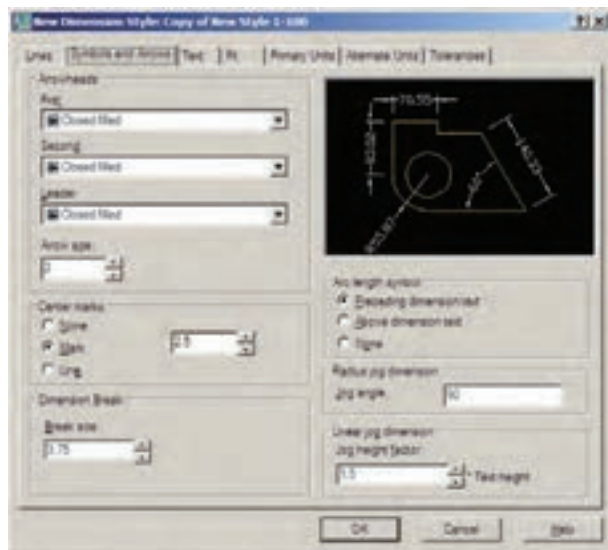 New Dimension Style: Copy of New Style 1-100
Lines
Symbols and Arrows
Text
Fit
Primary Units
Alternate Units
Tolerances
Arrowheads
First:
Closed filled
Second:
Closed filled
Leader:
Closed filled
Arrow size:
Center marks
None
Mark
Line
2.5
Dimension Break
Break size:
3.75
Arc length symbol
Preceding dimension text
Above dimension text
None
Radius jog dimension
Jog angle:
Linear jog dimension
Jog height factor:
1.5
* Text height
OK
Cancel
Help